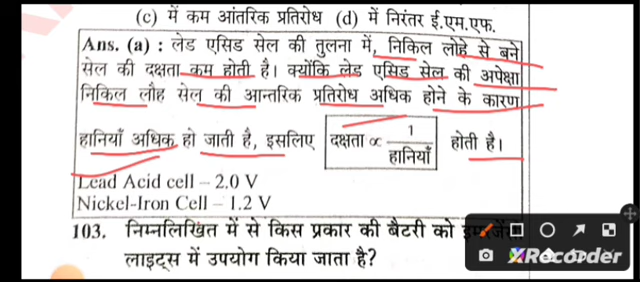 (c) में कम आंतरिक प्रतिरोध (d) में निरंतर ई.एम.एफ.
Ans. (a) : लेड एसिड सेल की तुलना में, निकिल लोहे से बने
सेल की दक्षता कम होती है। क्योंकि लेड एसिड सेल की अपेक्षा
निकिल लौह सेल की आन्तरिक प्रतिरोध अधिक होने के कारण
हानियाँ अधिक हो जाती है, इसलिए दक्षता ∝ 1/हानियाँ होती है।
Lead Acid cell – 2.0 V
Nickel-Iron Cell – 1.2 V
103. निम्नलिखित में से किस प्रकार की बैटरी को
लाइट्स में उपयोग किया जाता है?
XRecorder